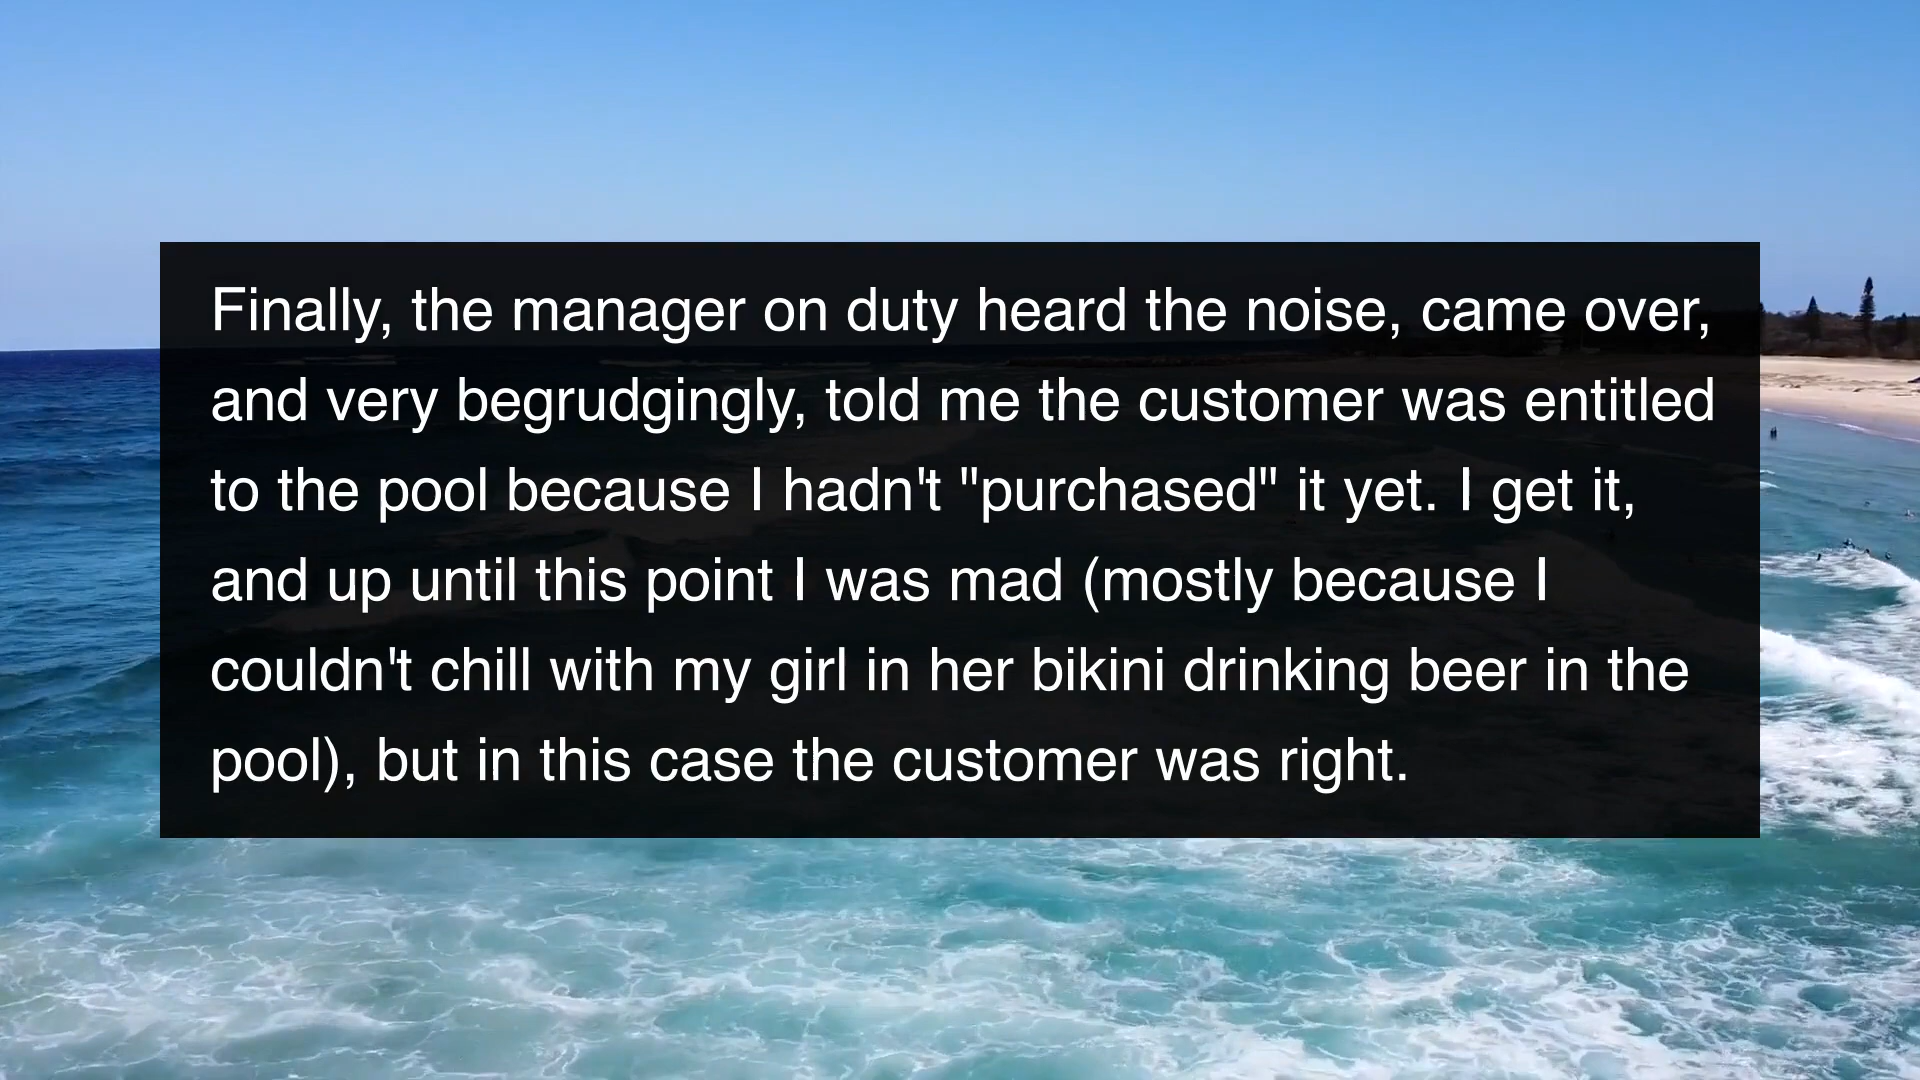 Finally, the manager on duty heard the noise, came over,
and very begrudgingly, told me the customer was entitled
to the pool because I hadn't "purchased" it yet. I get it,
and up until this point I was mad (mostly because I
couldn't chill with my girl in her bikini drinking beer in the
pool), but in this case the customer was right.